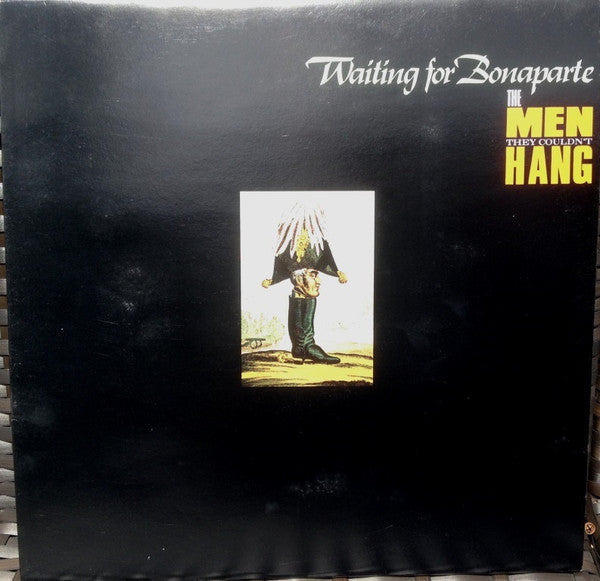 Waiting for Bonaparte
THE
MEN
THEY COULDN'T
HANG